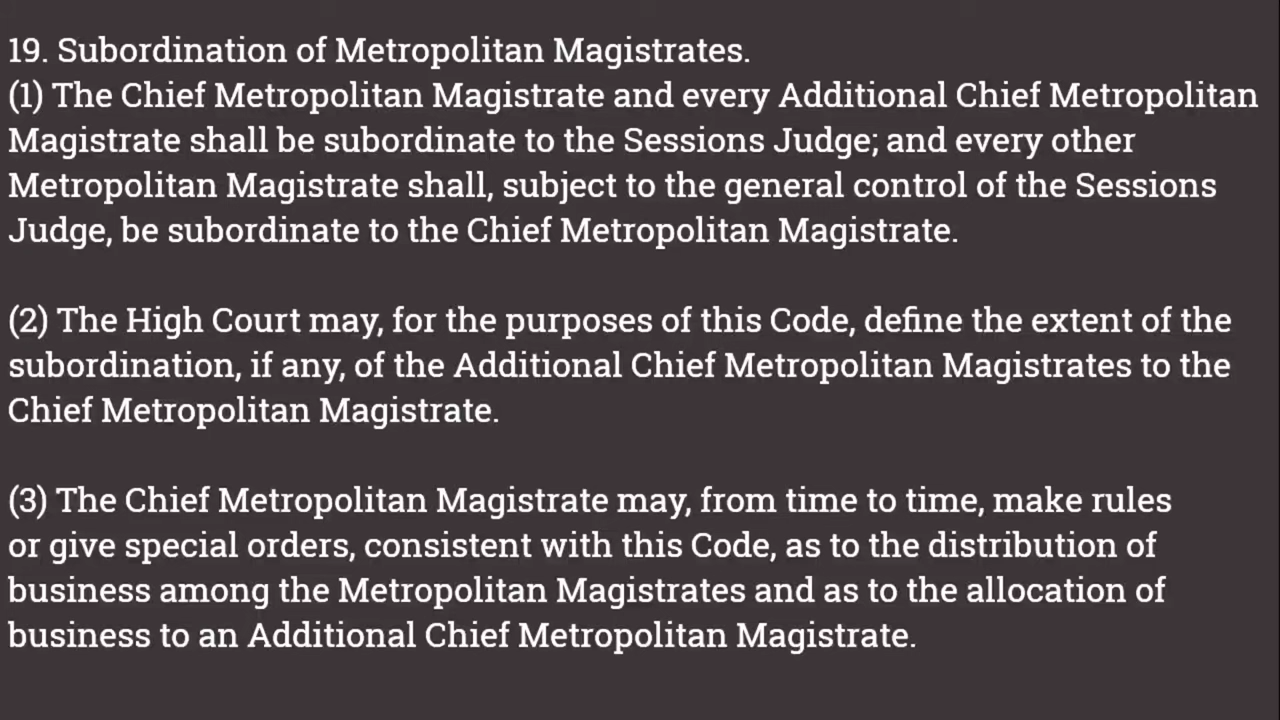 19. Subordination of Metropolitan Magistrates.
(1) The Chief Metropolitan Magistrate and every Additional Chief Metropolitan
Magistrate shall be subordinate to the Sessions Judge; and every other
Metropolitan Magistrate shall, subject to the general control of the Sessions
Judge, be subordinate to the Chief Metropolitan Magistrate.
(2) The High Court may, for the purposes of this Code, define the extent of the
subordination, if any, of the Additional Chief Metropolitan Magistrates to the
Chief Metropolitan Magistrate.
(3) The Chief Metropolitan Magistrate may, from time to time, make rules
or give special orders, consistent with this Code, as to the distribution of
business among the Metropolitan Magistrates and as to the allocation of
business to an Additional Chief Metropolitan Magistrate.